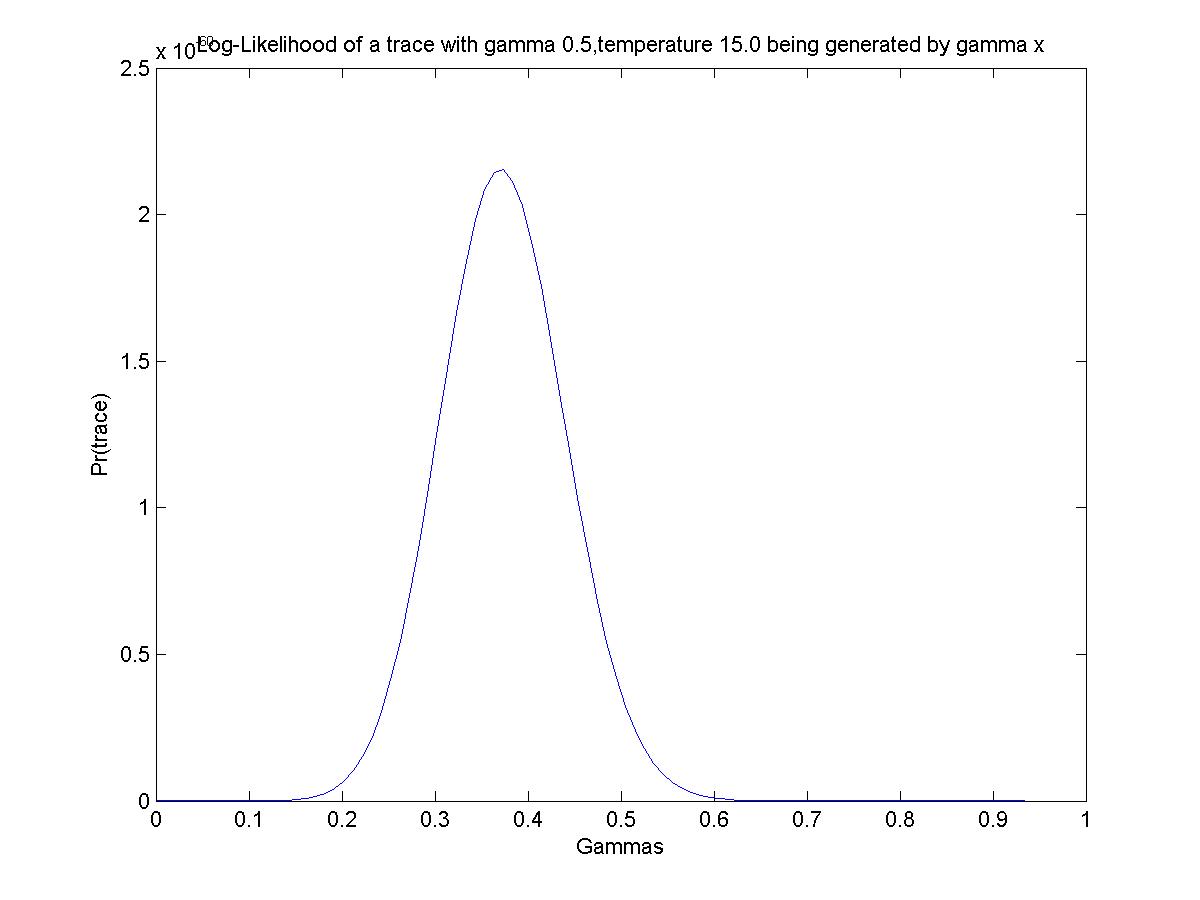 x 10
Log-Likelihood of a trace with gamma 0.5,temperature 15.0 being generated by gamma x
2.5
2
1.5
1
0.5
0
Pr(trace)
0 0.1 0.2 0.3 0.4 0.5 0.6 0.7 0.8 0.9 1
Gammas